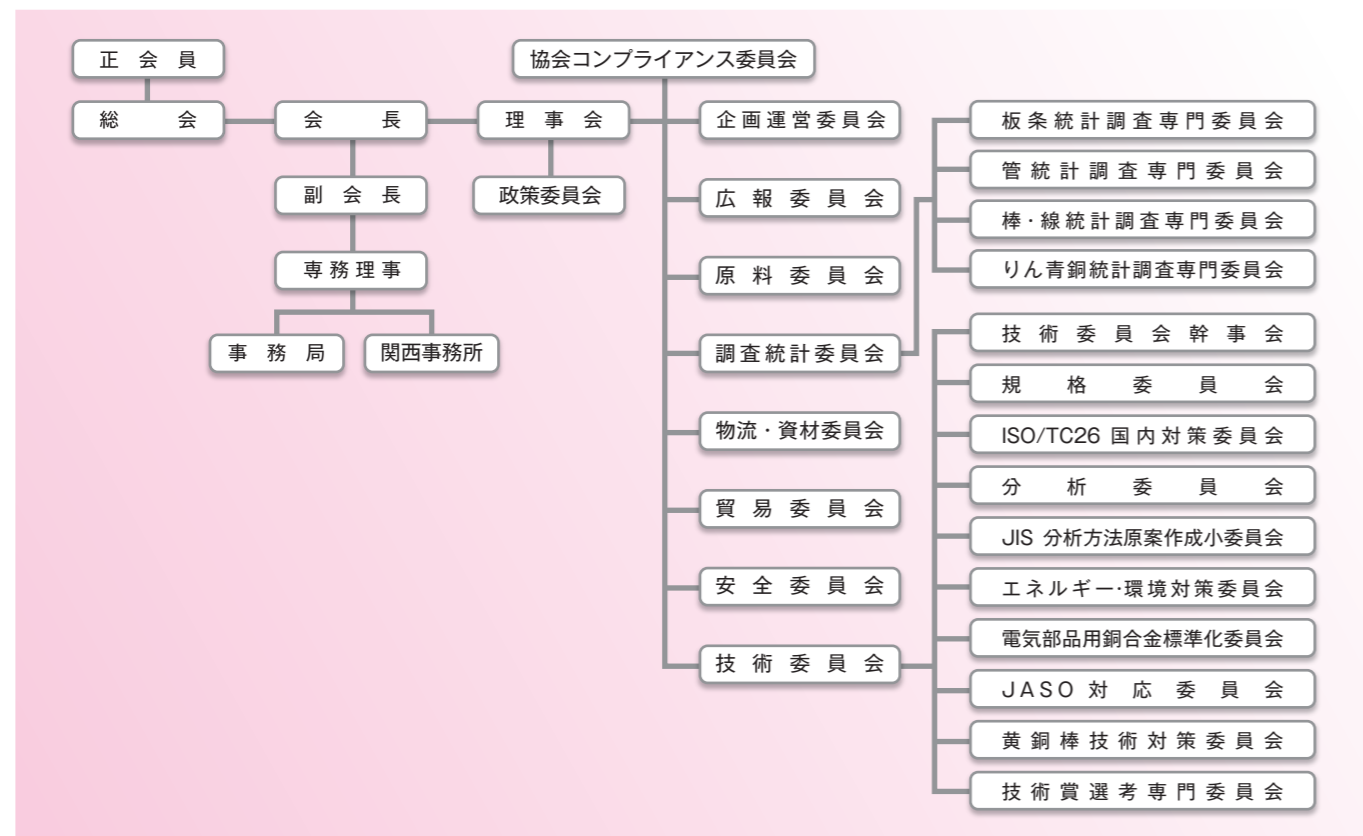 正会員
総会
会長
副会長
専務理事
事務局
関西事務所
理事会
政策委員会
協会コンプライアンス委員会
企画運営委員会
広報委員会
原料委員会
調査統計委員会
物流・資材委員会
貿易委員会
安全委員会
技術委員会
板条統計調査専門委員会
管統計調査専門委員会
棒・線統計調査専門委員会
りん青銅統計調査専門委員会
技術委員会幹事会
規格委員会
ISO/TC26 国内対策委員会
分析委員会
JIS 分析方法原案作成小委員会
エネルギー・環境対策委員会
電気部品用銅合金標準化委員会
JASO 対応委員会
黄銅棒技術対策委員会
技術賞選考専門委員会